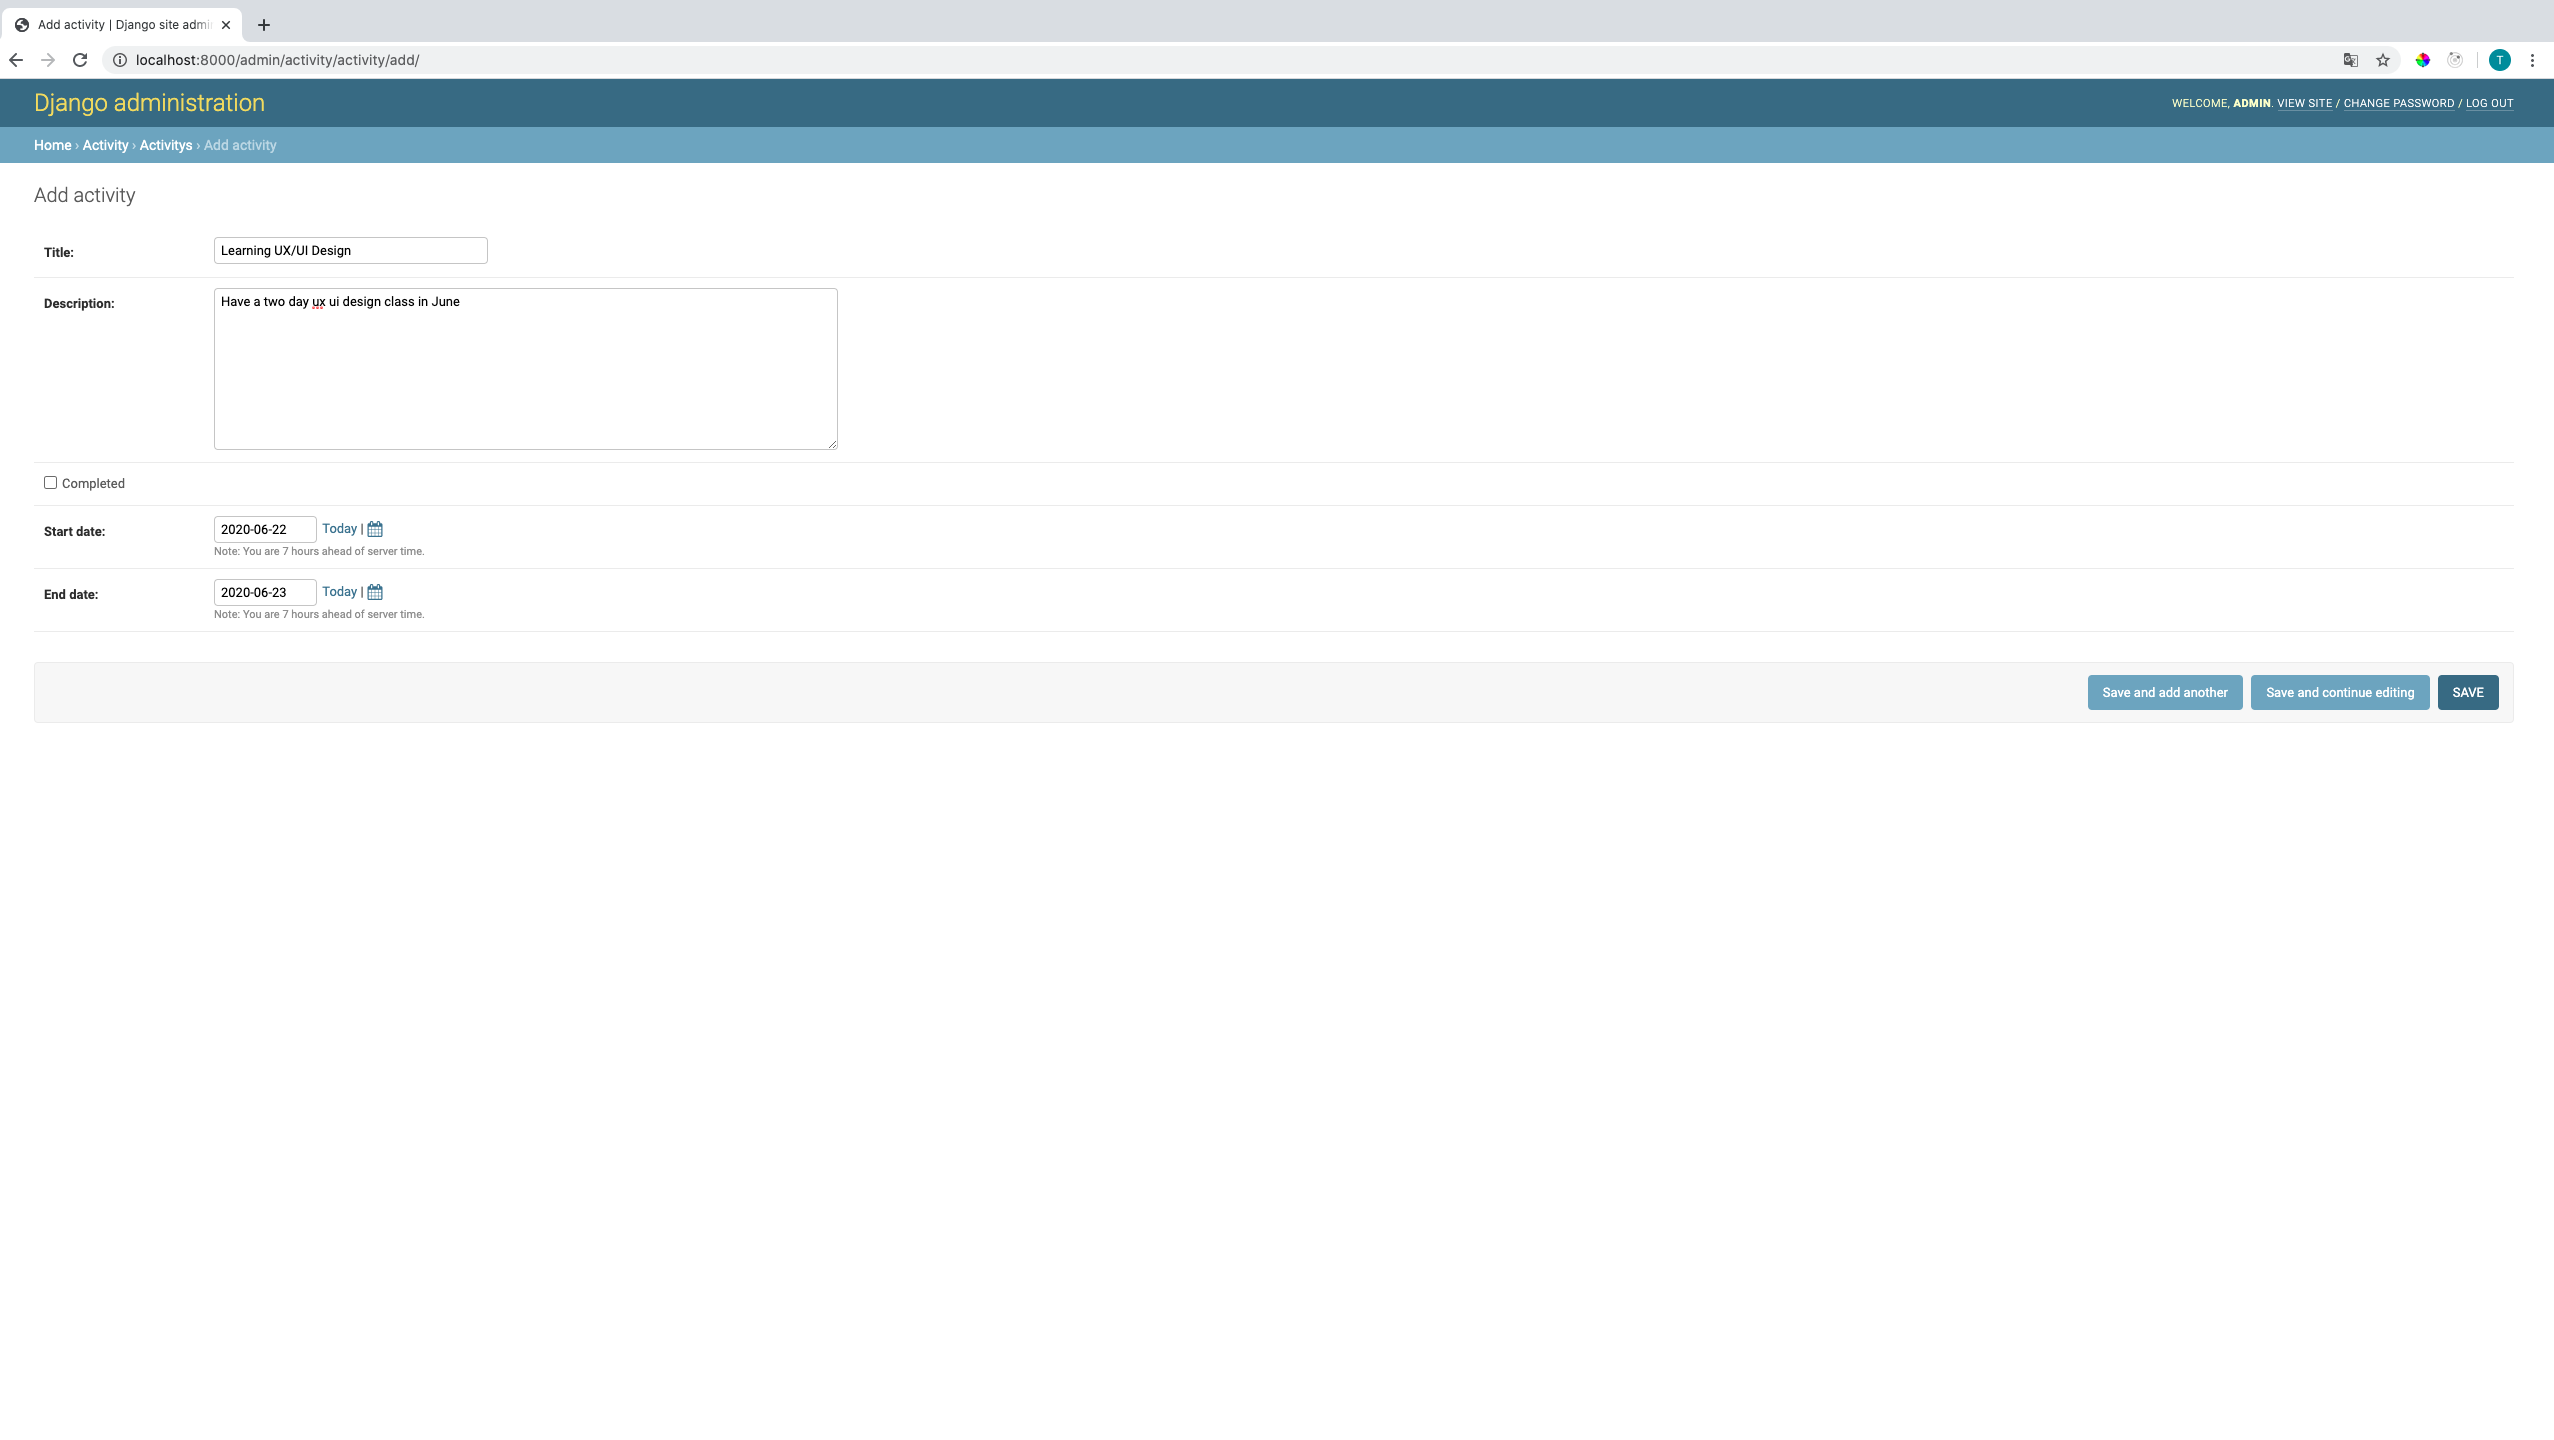 Add activity | Django site admi
localhost:8000/admin/activity/activity/add/
T
Django administration
WELCOME, ADMIN. VIEW SITE / CHANGE PASSWORD / LOG OUT
Home › Activity › Activitys › Add activity
Add activity
Title:
Learning UX/UI Design
Description:
Have a two day ux ui design class in June
Completed
Start date:
2020-06-22
Today |
Note: You are 7 hours ahead of server time.
End date:
2020-06-23
Today |
Note: You are 7 hours ahead of server time.
Save and add another
Save and continue editing
SAVE